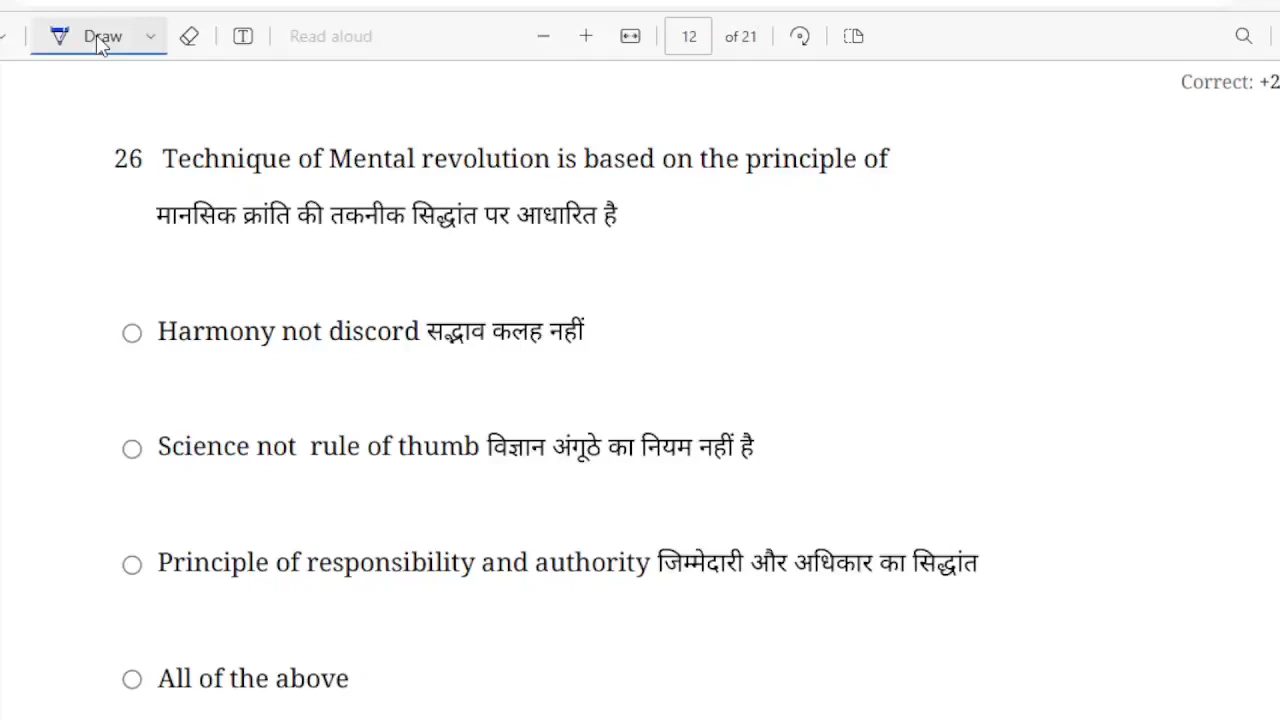 Draw
Read aloud
12 of 21
Correct: +2
26 Technique of Mental revolution is based on the principle of
मानसिक क्रांति की तकनीक सिद्धांत पर आधारित है
Harmony not discord सद्भाव कलह नहीं
Science not rule of thumb विज्ञान अंगूठे का नियम नहीं है
Principle of responsibility and authority जिम्मेदारी और अधिकार का सिद्धांत
All of the above